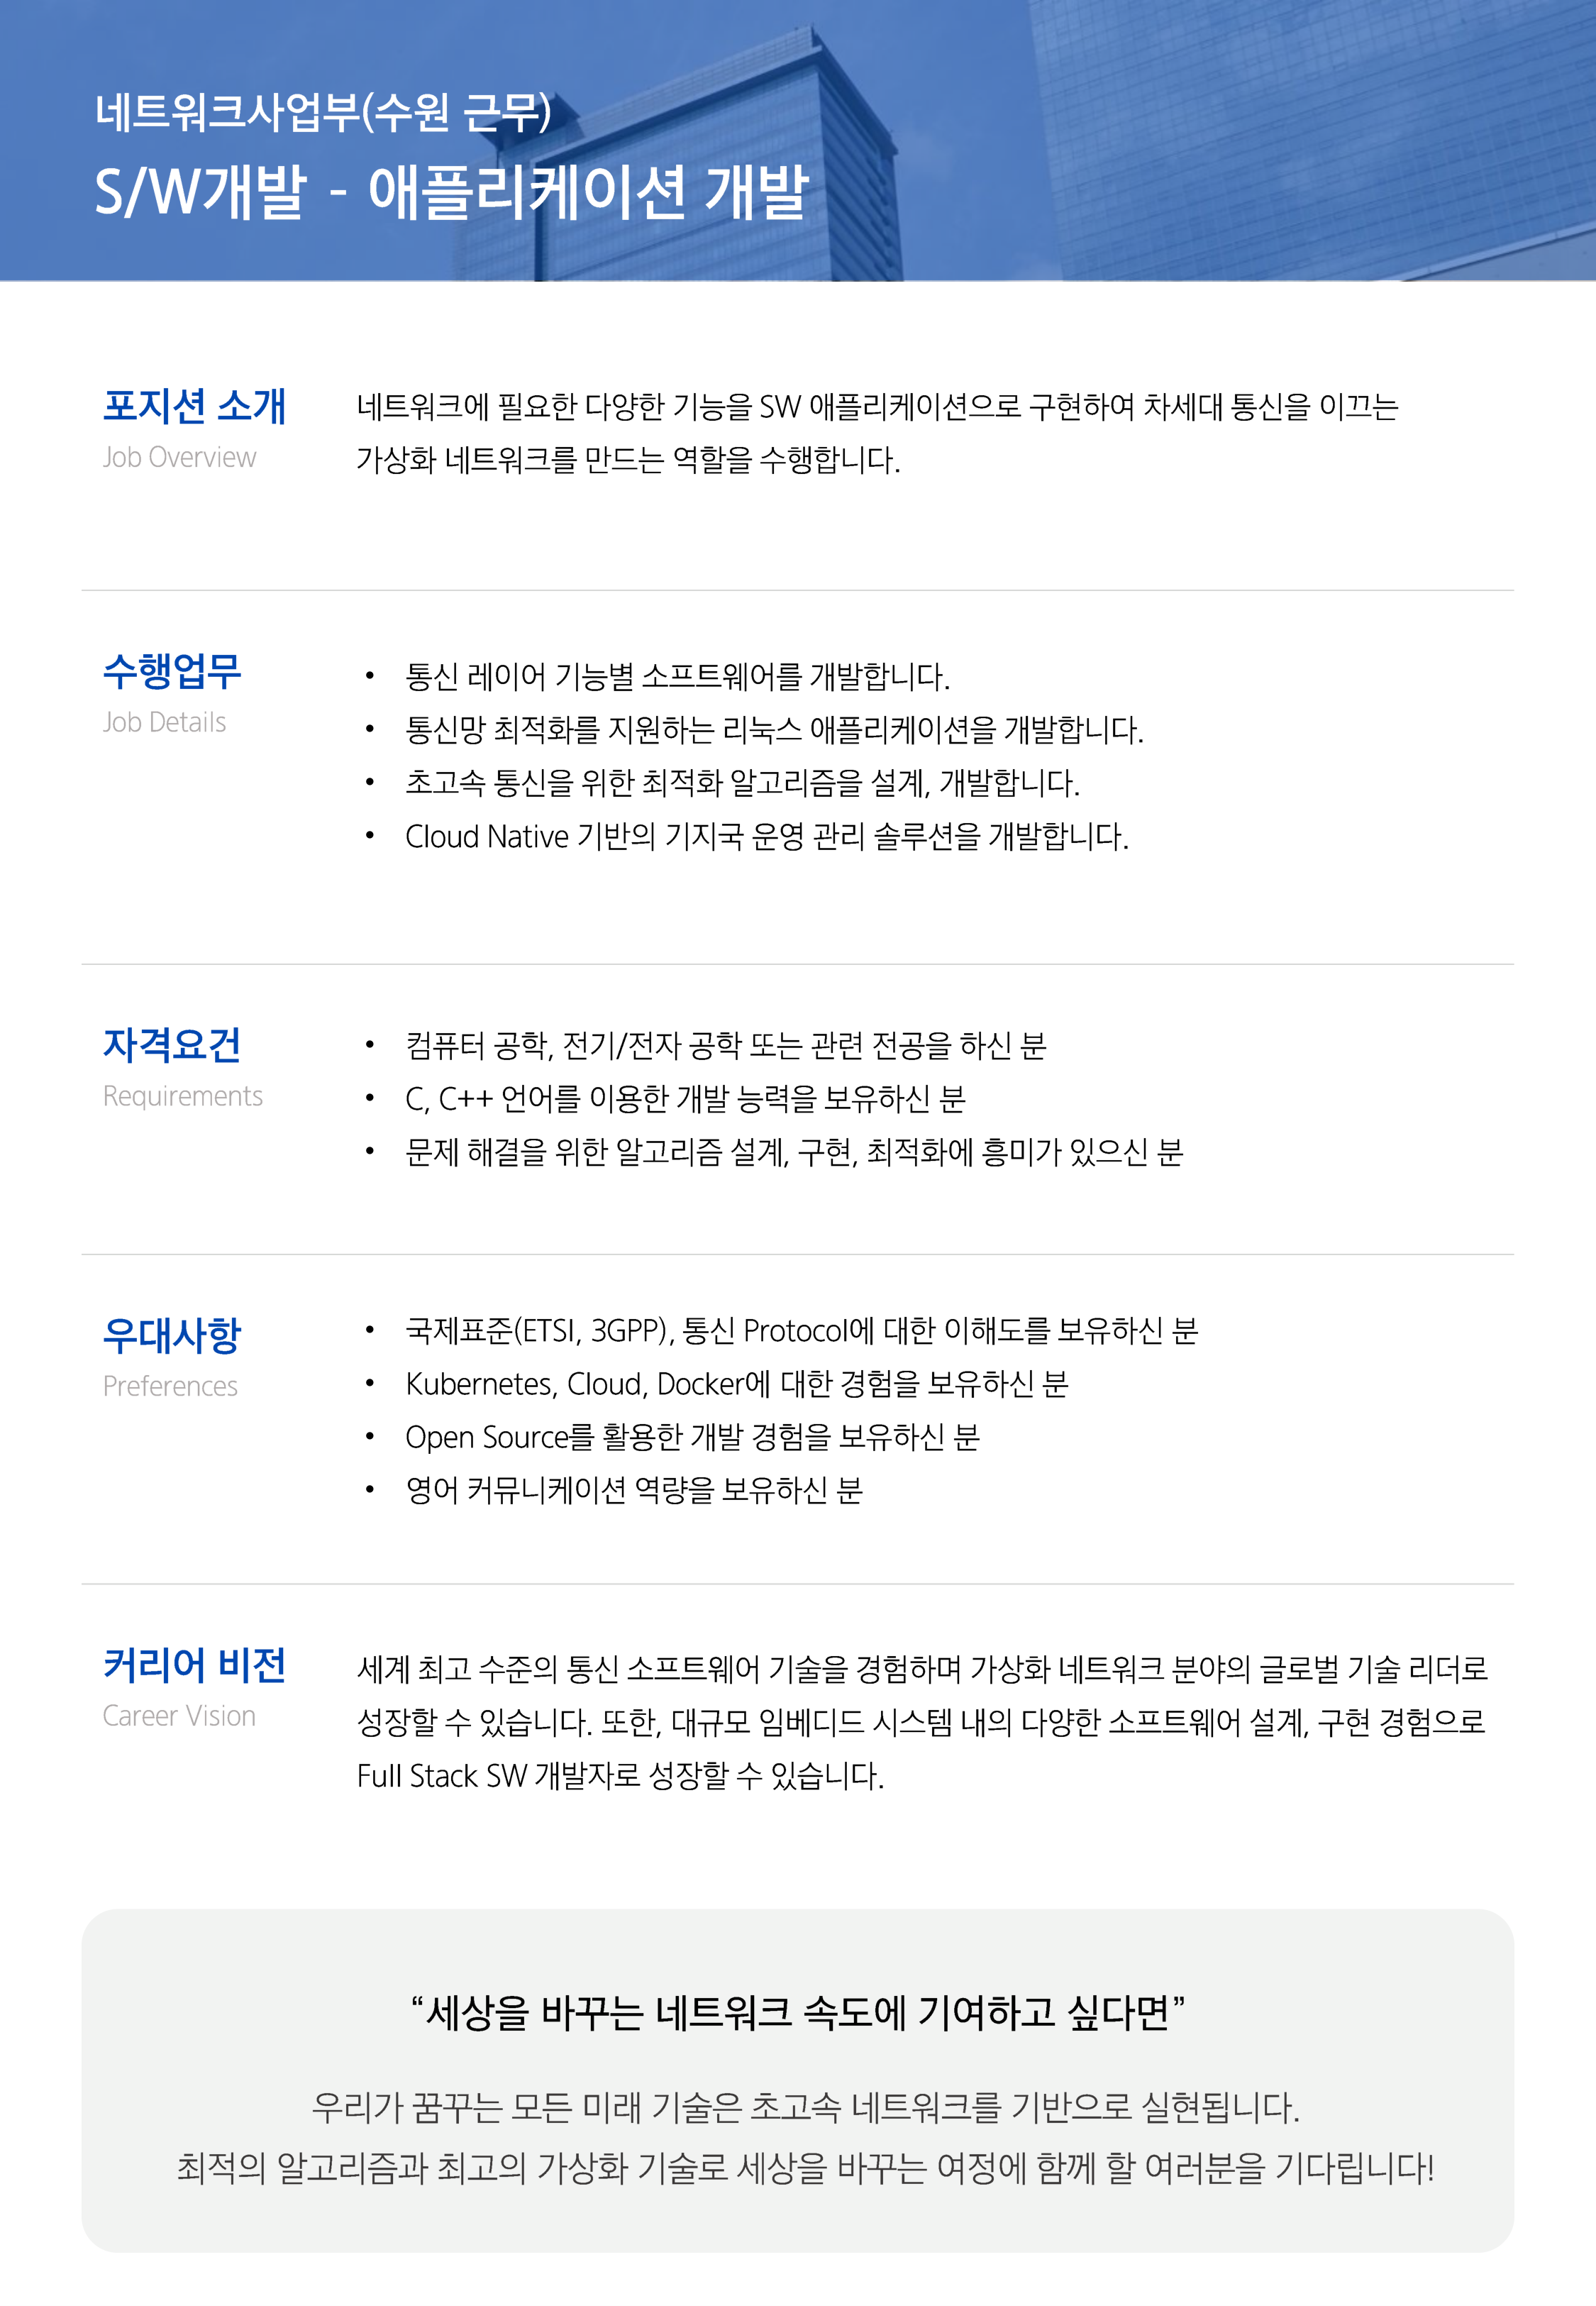 네트워크사업부(수원 근무)
S/W개발 - 애플리케이션 개발
포지션 소개
Job Overview
네트워크에 필요한 다양한 기능을 SW 애플리케이션으로 구현하여 차세대 통신을 이끄는
가상화 네트워크를 만드는 역할을 수행합니다.
수행업무
Job Details
• 통신 레이어 기능별 소프트웨어를 개발합니다.
• 통신망 최적화를 지원하는 리눅스 애플리케이션을 개발합니다.
• 초고속 통신을 위한 최적화 알고리즘을 설계, 개발합니다.
• Cloud Native 기반의 기지국 운영 관리 솔루션을 개발합니다.
자격요건
Requirements
• 컴퓨터 공학, 전기/전자 공학 또는 관련 전공을 하신 분
• C, C++ 언어를 이용한 개발 능력을 보유하신 분
• 문제 해결을 위한 알고리즘 설계, 구현, 최적화에 흥미가 있으신 분
우대사항
Preferences
• 국제표준(ETSI, 3GPP), 통신 Protocol에 대한 이해도를 보유하신 분
• Kubernetes, Cloud, Docker에 대한 경험을 보유하신 분
• Open Source를 활용한 개발 경험을 보유하신 분
• 영어 커뮤니케이션 역량을 보유하신 분
커리어 비전
Career Vision
세계 최고 수준의 통신 소프트웨어 기술을 경험하며 가상화 네트워크 분야의 글로벌 기술 리더로
성장할 수 있습니다. 또한, 대규모 임베디드 시스템 내의 다양한 소프트웨어 설계, 구현 경험으로
Full Stack SW 개발자로 성장할 수 있습니다.
“세상을 바꾸는 네트워크 속도에 기여하고 싶다면”
우리가 꿈꾸는 모든 미래 기술은 초고속 네트워크를 기반으로 실현됩니다.
최적의 알고리즘과 최고의 가상화 기술로 세상을 바꾸는 여정에 함께 할 여러분을 기다립니다!